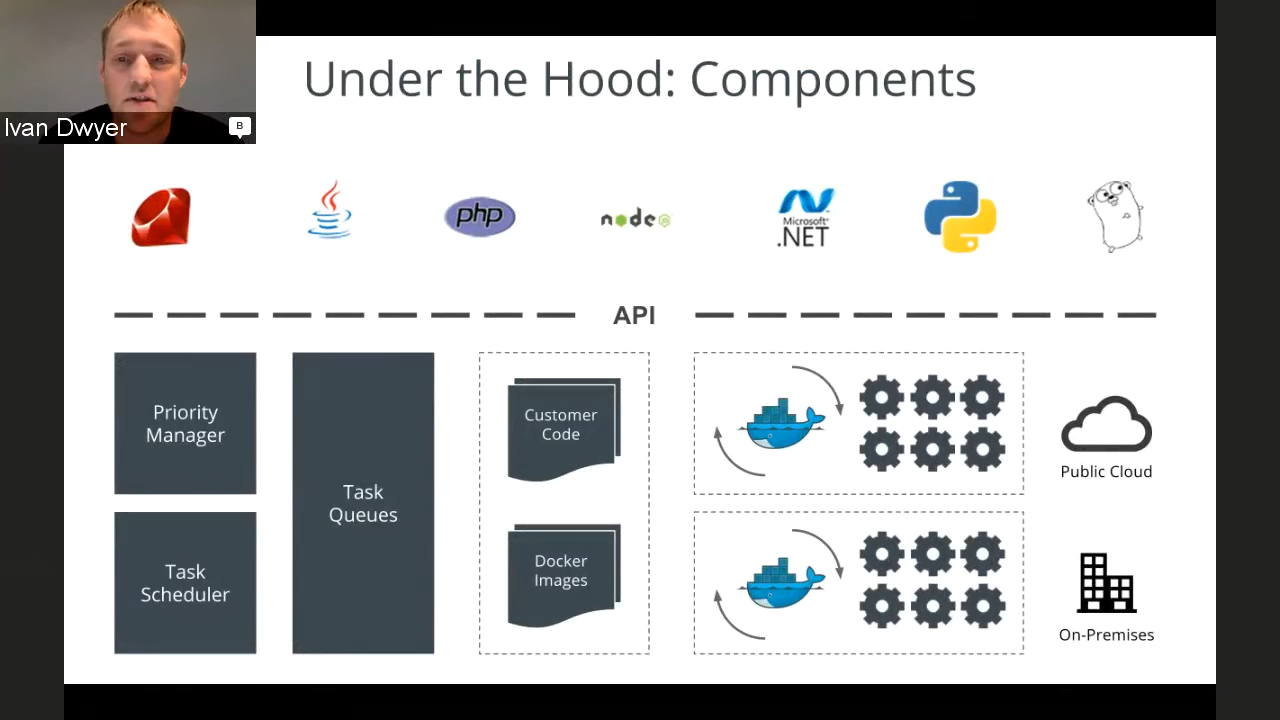 Under the Hood: Components
Ivan Dwyer
B
php
node
JS
Microsoft®
.NET
API
Priority
Manager
Task
Scheduler
Task
Queues
Customer
Code
Docker
Images
Public Cloud
On-Premises